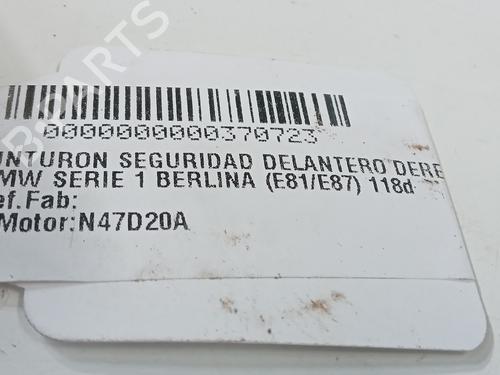 0000000000370723
INTURON SEGURIDAD DELANTERO DERE
MW SERIE 1 BERLINA (E81/E87) 118d
ef.Fab:
Motor:N47D20A